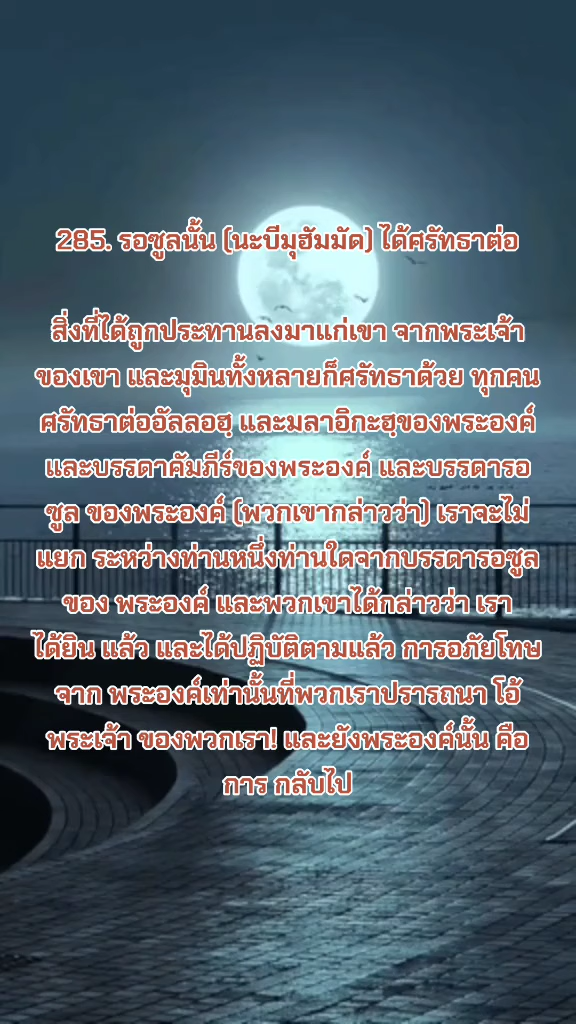 285. รอซูลนั้น (นะบีมุฮัมมัด) ได้ศรัทธาต่อ
สิ่งที่ได้ถูกประทานลงมาแก่เขา จากพระเจ้า
ของเขา และมุมินทั้งหลายก็ศรัทธาด้วย ทุกคน
ศรัทธาต่ออัลลอฮฺ และมลาอิกะฮฺของพระองค์
และบรรดาคัมภีร์ของพระองค์ และบรรดารอ
ซูล ของพระองค์ (พวกเขากล่าวว่า) เราจะไม่
แยก ระหว่างท่านหนึ่งท่านใดจากบรรดารอซูล
ของ พระองค์ และพวกเขาได้กล่าวว่า เรา
ได้ยิน แล้ว และได้ปฏิบัติตามแล้ว การอภัยโทษ
จาก พระองค์เท่านั้นที่พวกเราปรารถนา โอ้
พระเจ้า ของพวกเรา! และยังพระองค์นั้น คือ
การ กลับไป